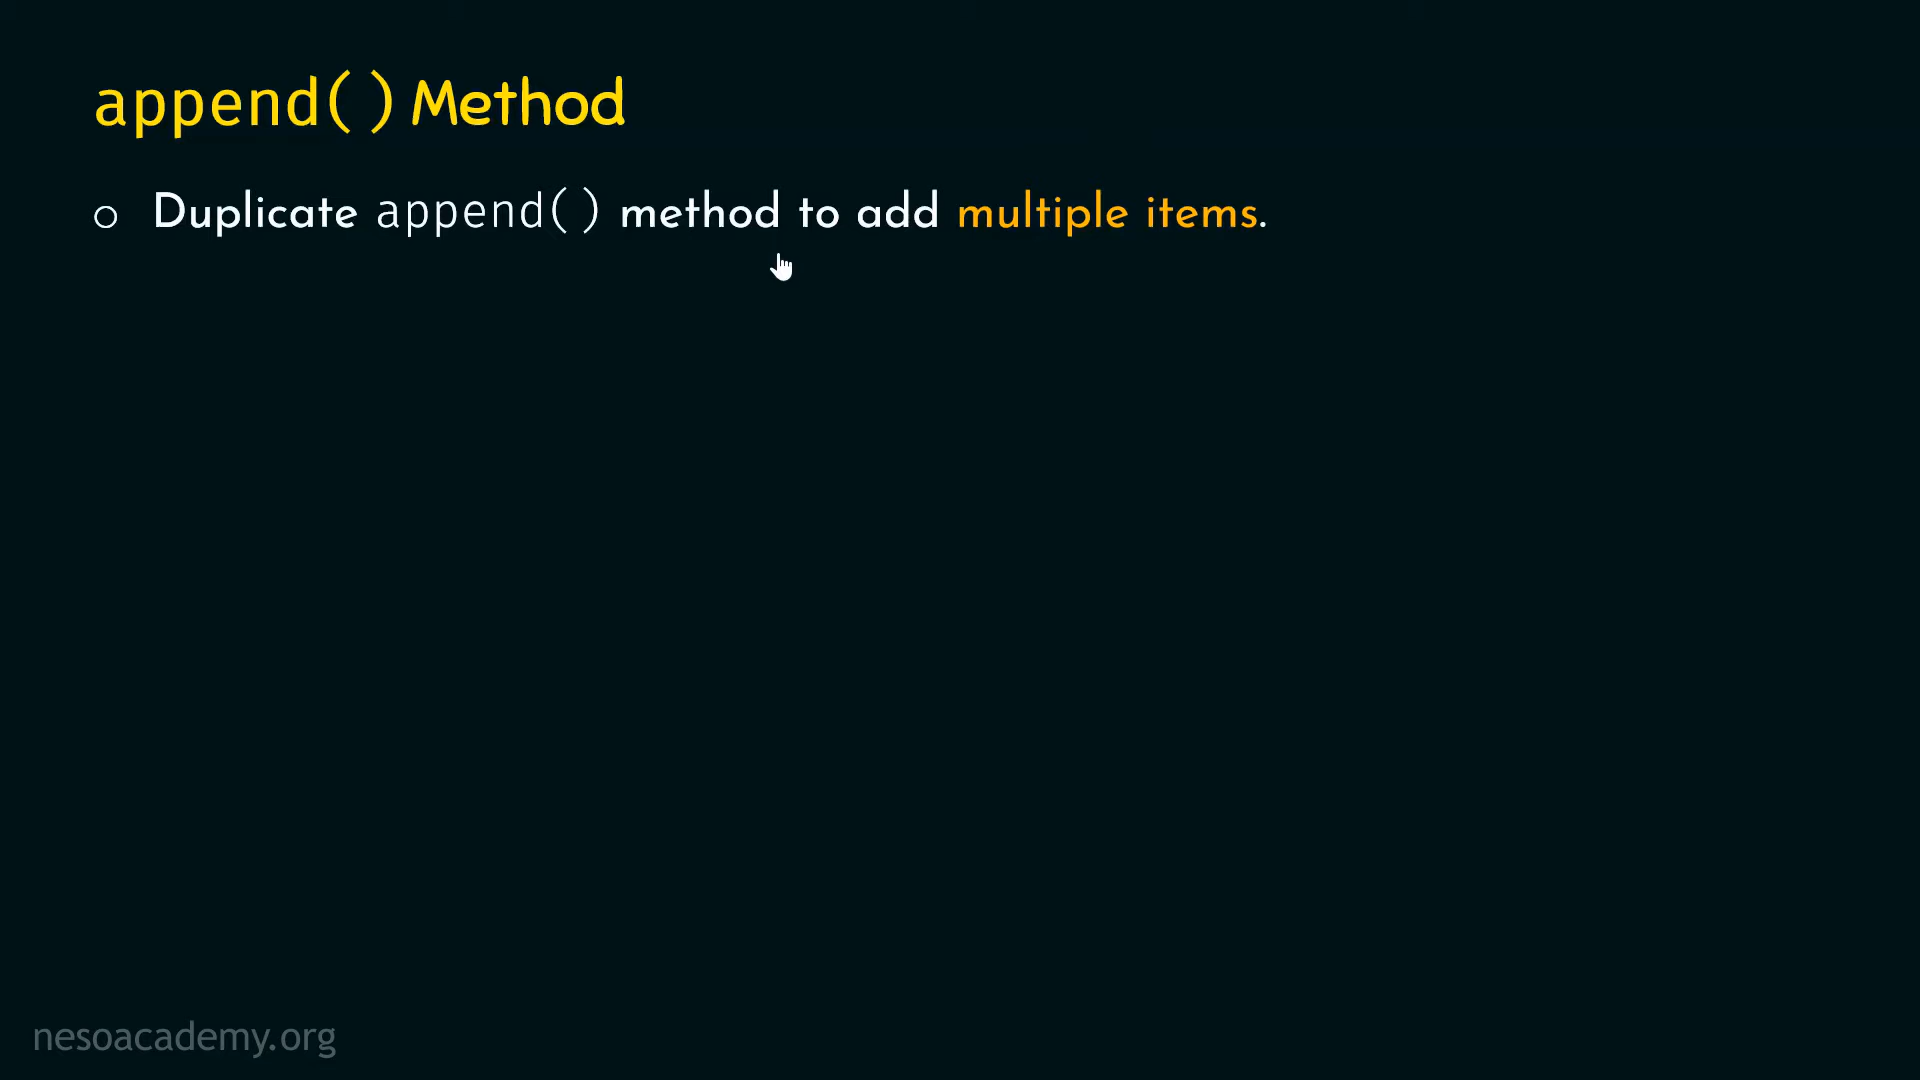 append() Method
○ Duplicate append() method to add multiple items.
nesoacademy.org